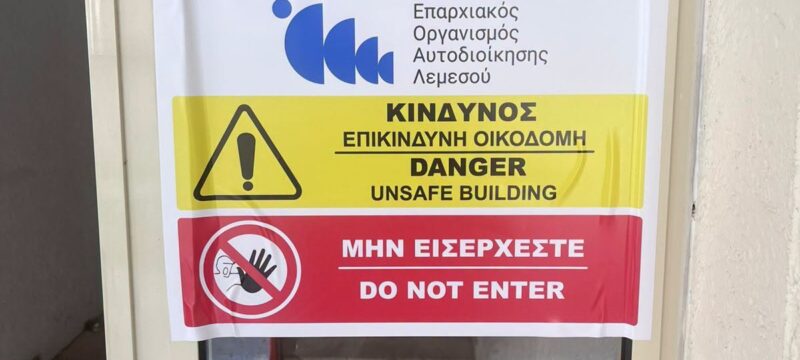 Επαρχιακός
Οργανισμός
Αυτοδιοίκησης
Λεμεσού
ΚΙΝΔΥΝΟΣ
ΕΠΙΚΙΝΔΥΝΗ ΟΙΚΟΔΟΜΗ
DANGER
UNSAFE BUILDING
ΜΗΝ ΕΙΣΕΡΧΕΣΤΕ
DO NOT ENTER